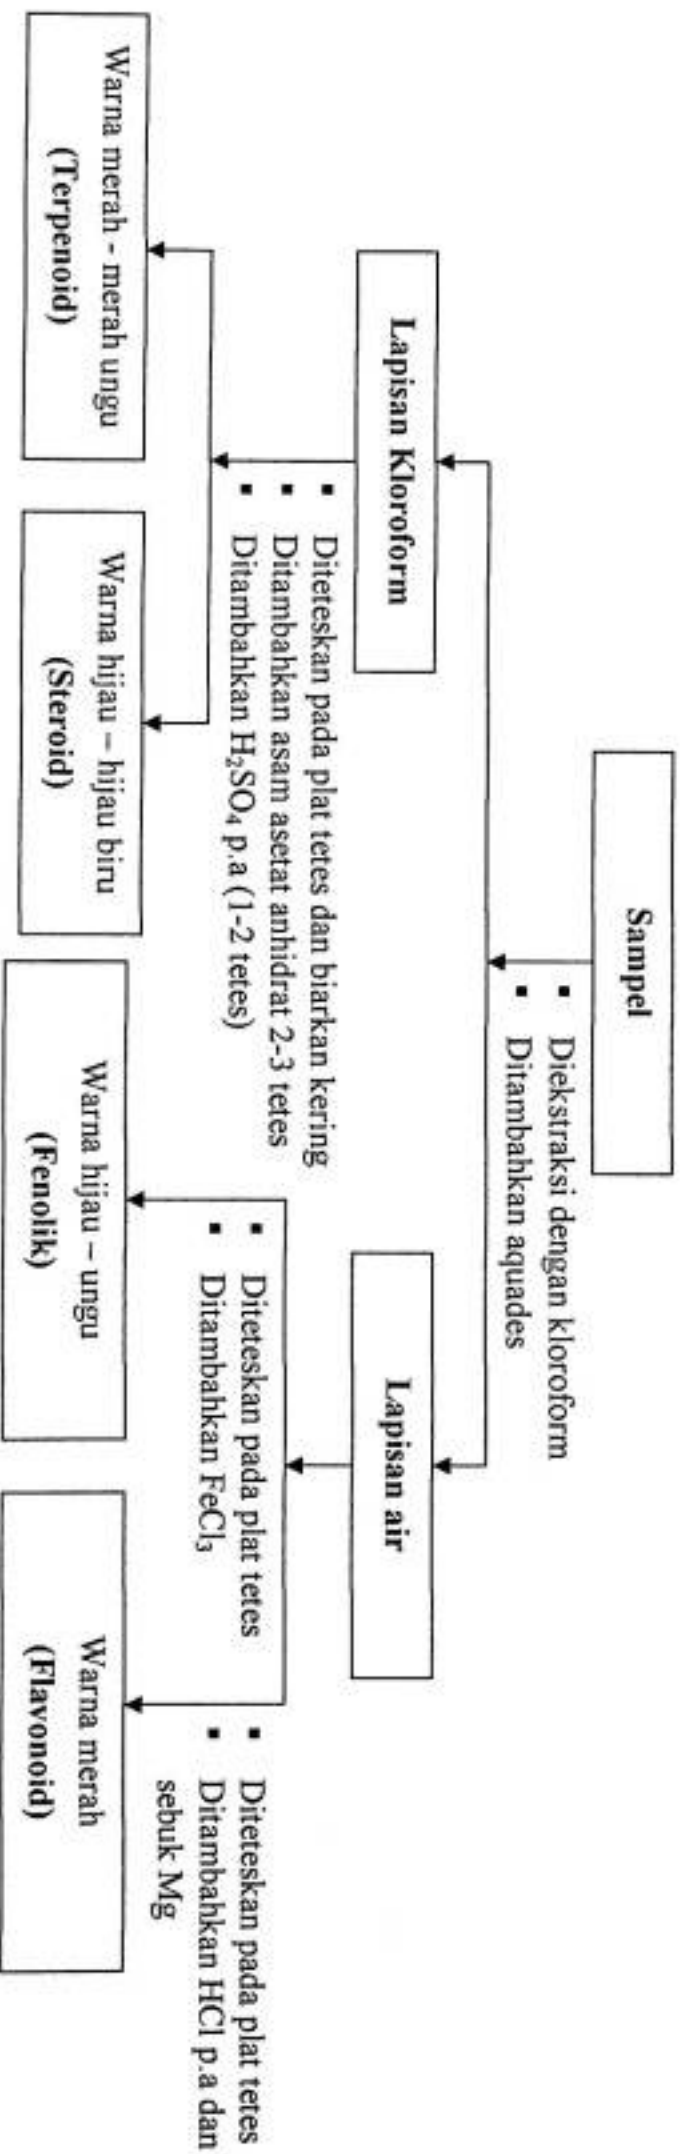 Sampel
▪ Diekstraksi dengan kloroform
▪ Ditambahkan aquades
Lapisan Kloroform
Lapisan air
▪ Diteteskan pada plat tetes dan biarkan kering
▪ Ditambahkan asam asetat anhidrat 2-3 tetes
▪ Ditambahkan H₂SO₄ p.a (1-2 tetes)
▪ Diteteskan pada plat tetes
▪ Ditambahkan FeCl₃
▪ Diteteskan pada plat tetes
▪ Ditambahkan HCl p.a dan
sebuk Mg
Warna merah - merah ungu
(Terpenoid)
Warna hijau – hijau biru
(Steroid)
Warna hijau – ungu
(Fenolik)
Warna merah
(Flavonoid)